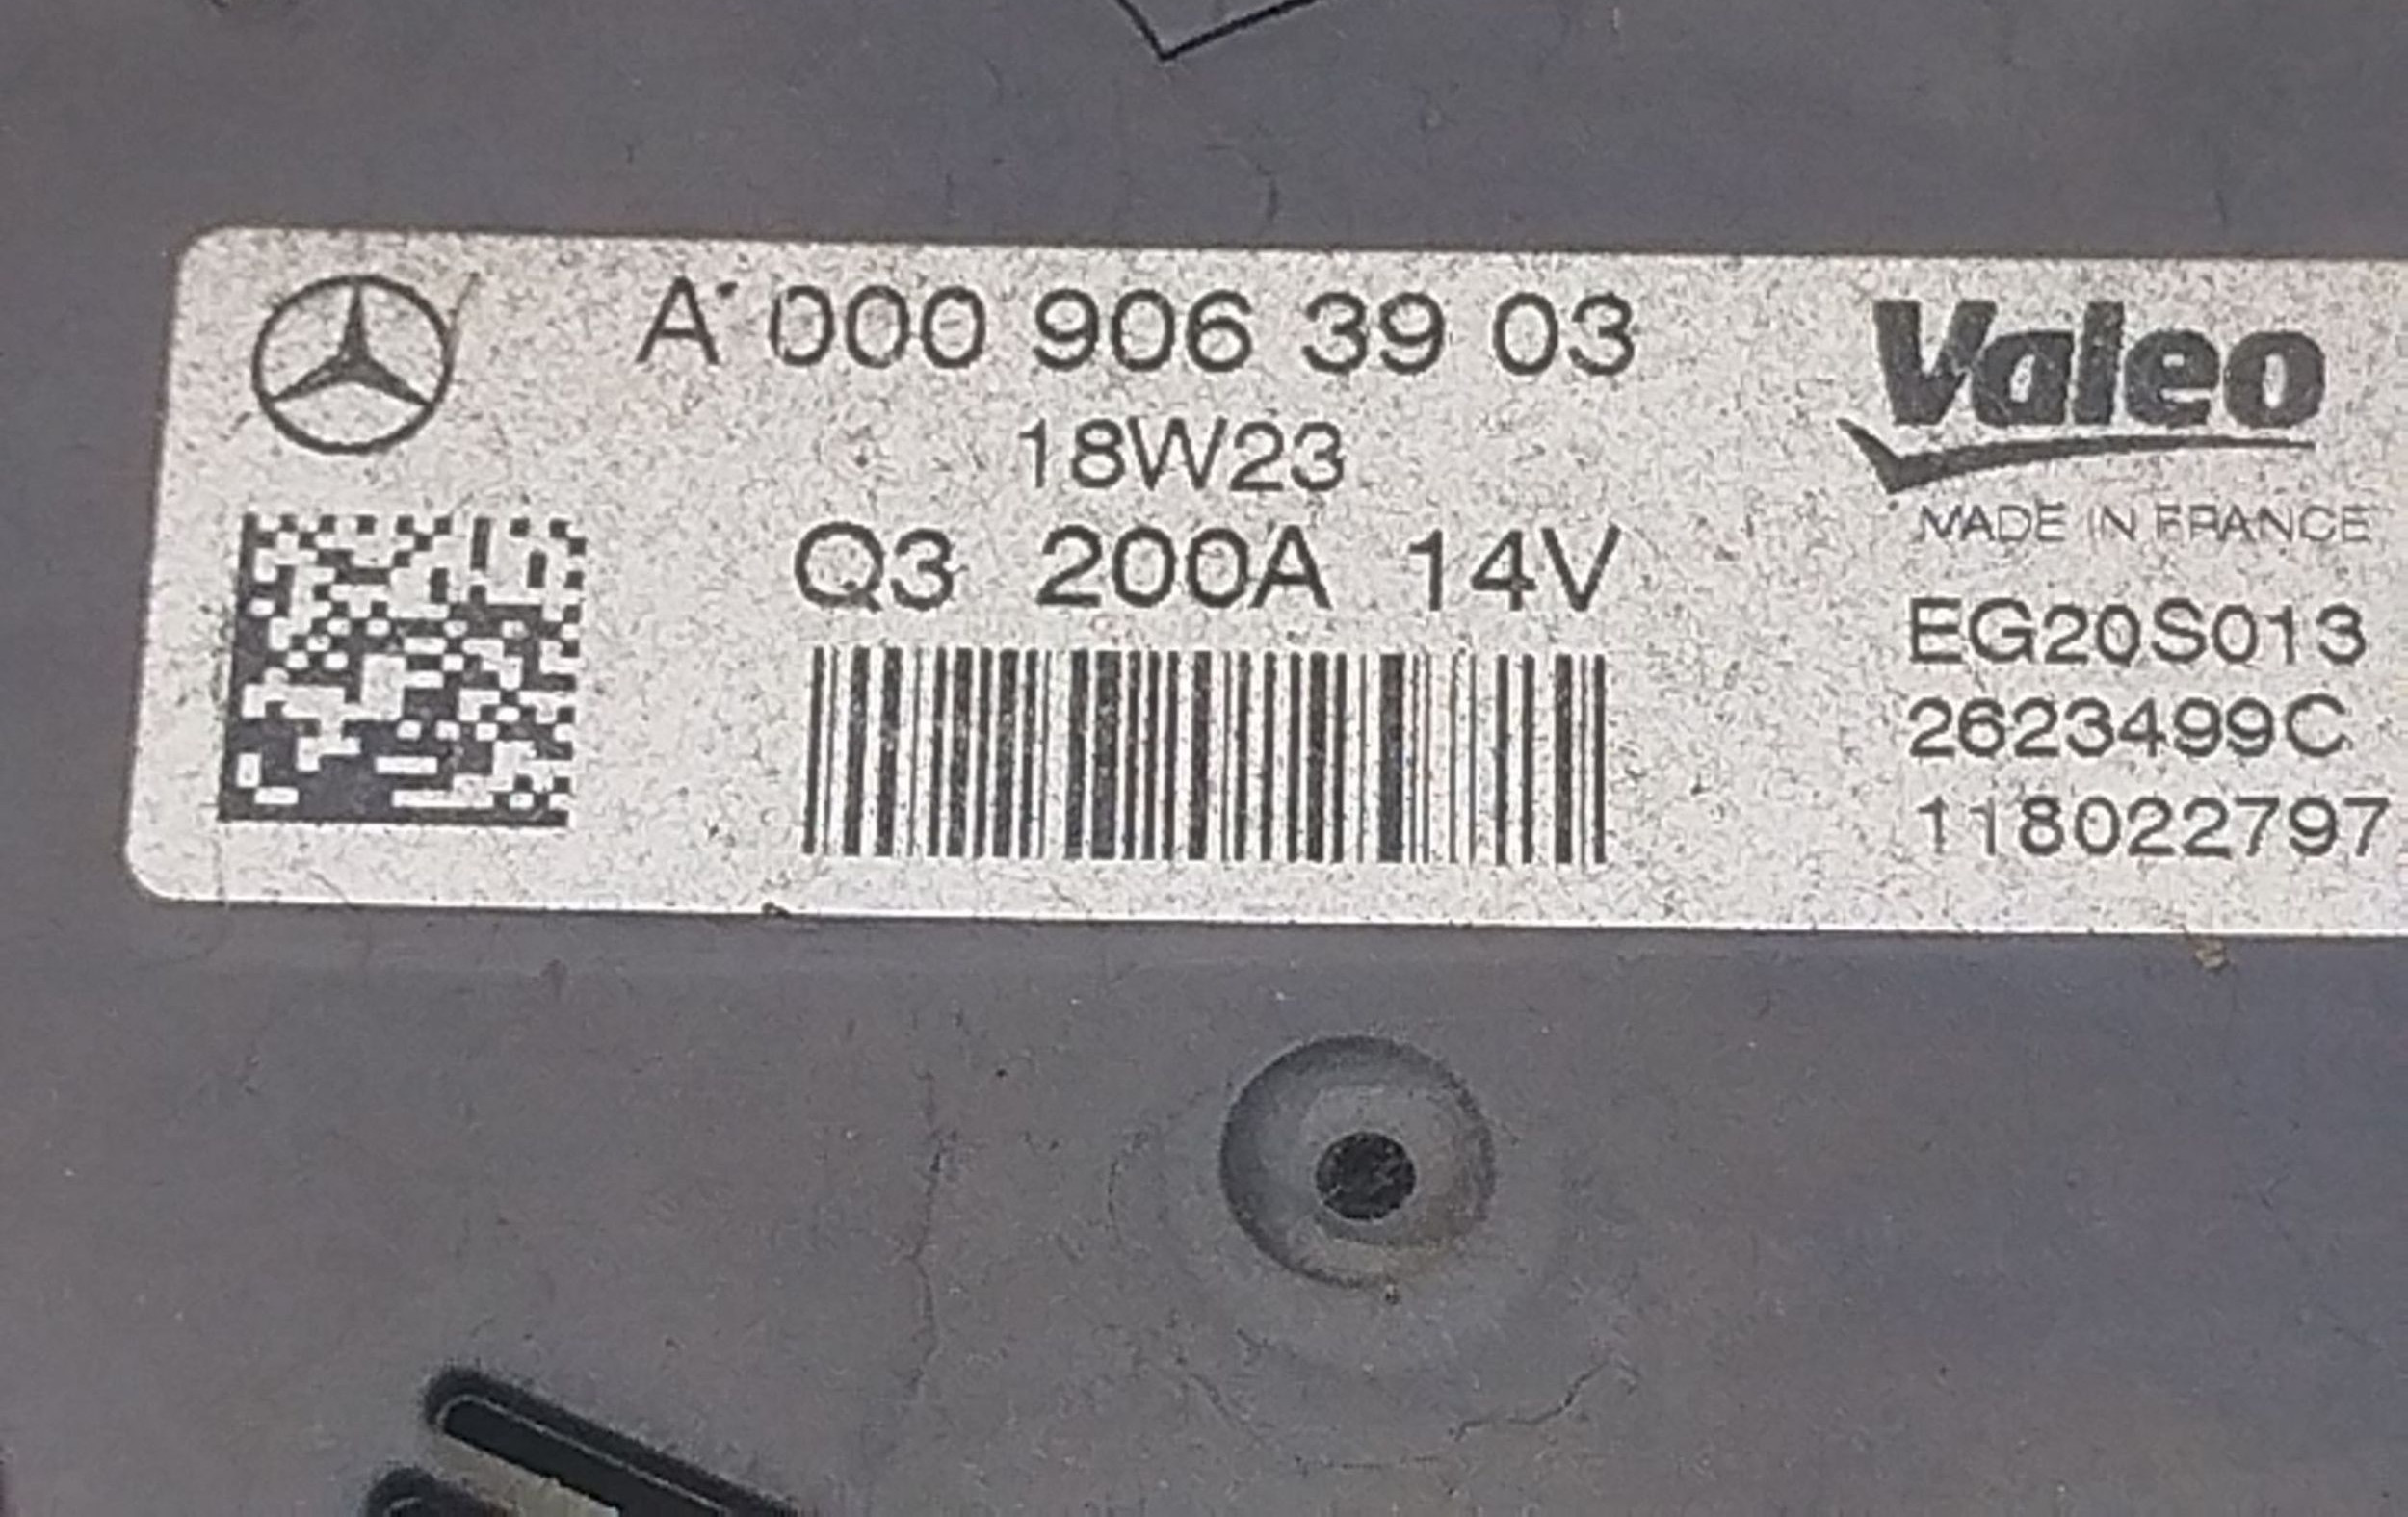 A 000 906 39 03
18W23
Q3 200A 14V
Valeo
MADE IN FRANCE
EG20S013
2623499C
118022797